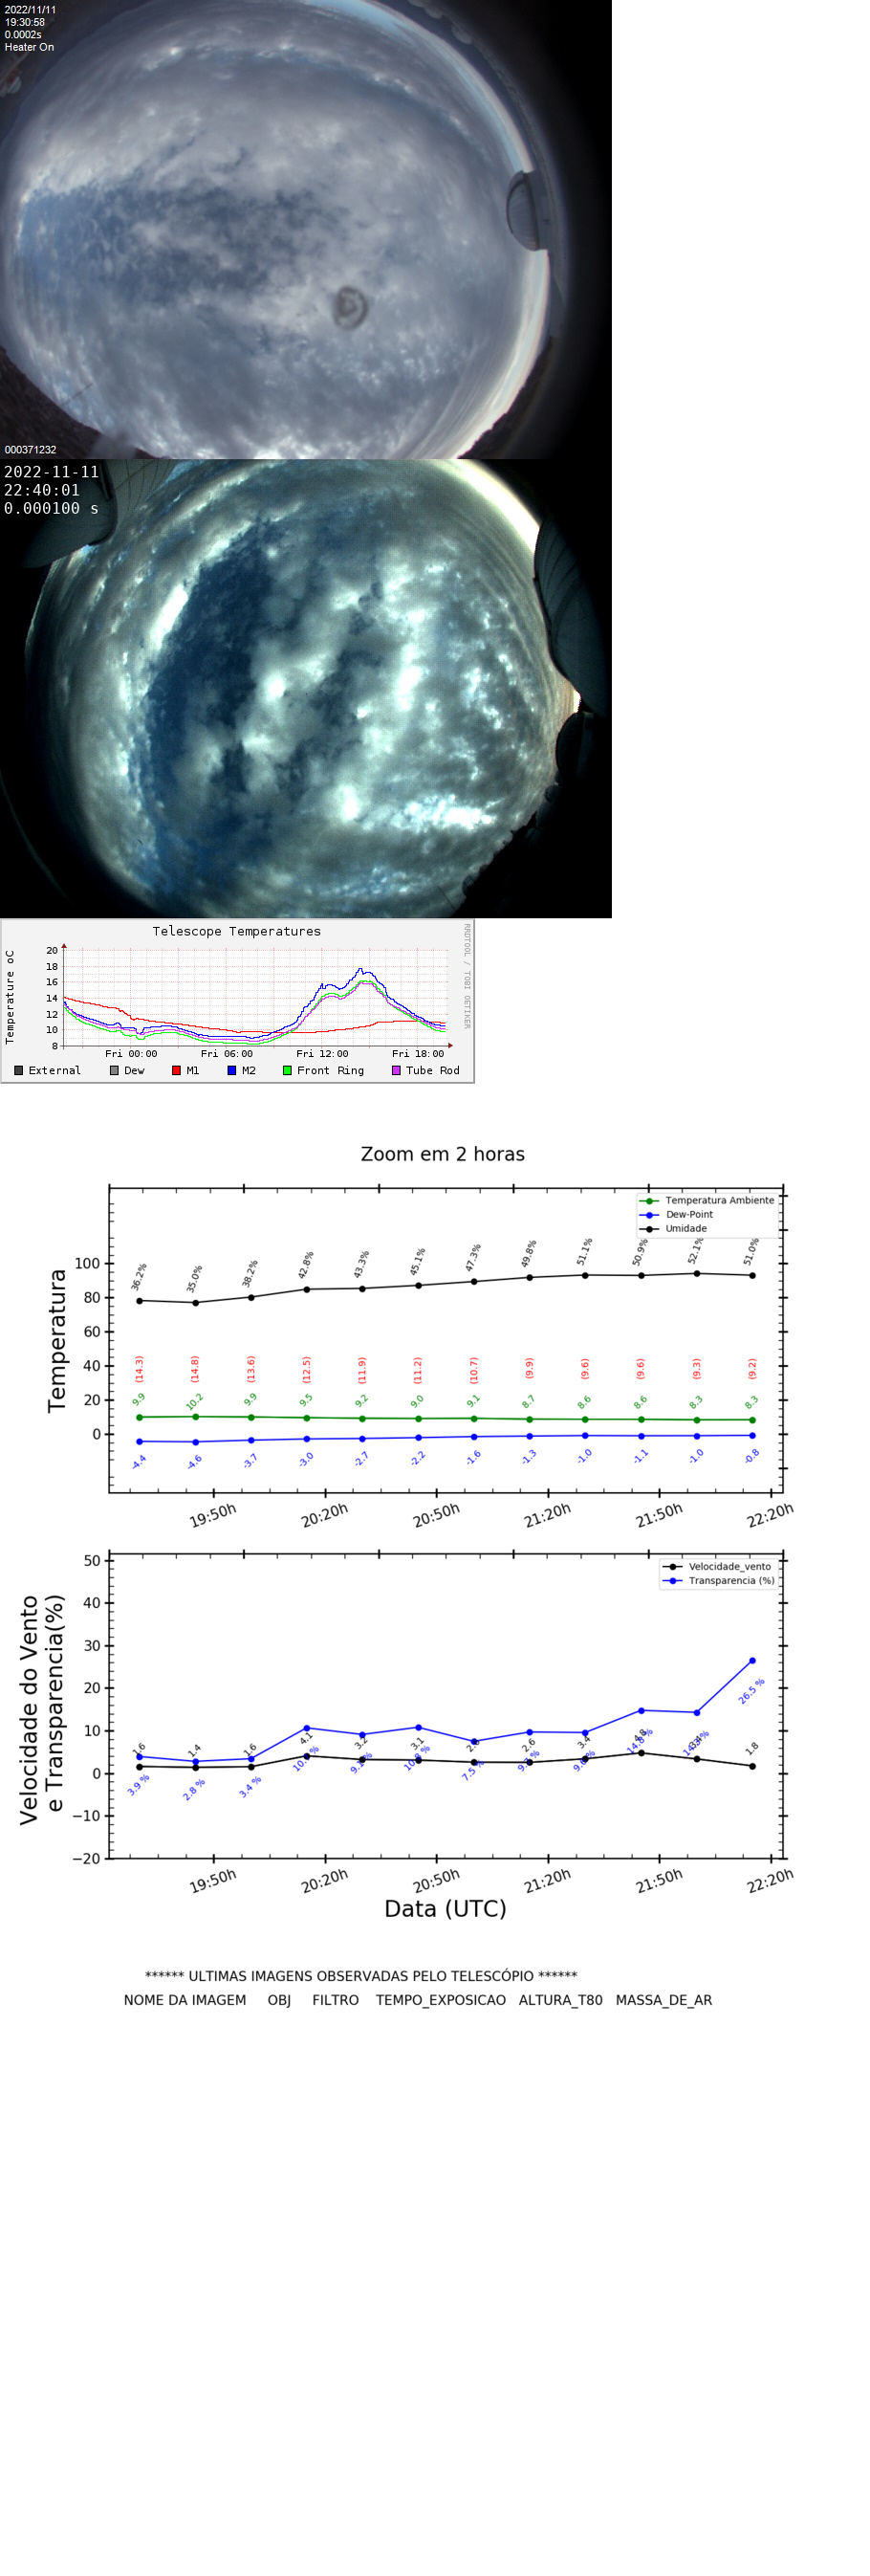 2022/11/11
19:30:58
0.0002s
Heater On
000371232
2022-11-11
22:40:01
0.000100 s
Telescope Temperatures
RRDTOOL / TOBI OETIKER
Temperature oC
20
18
16
14
12
10
8
Fri 00:00 Fri 06:00 Fri 12:00 Fri 18:00
External Dew M1 M2 Front Ring Tube Rod
Zoom em 2 horas
Temperatura Ambiente
Dew-Point
Umidade
Temperatura
100
80
60
40
20
0
36.2% 35.0% 38.2% 42.8% 43.3% 45.1% 47.3% 49.8% 51.1% 50.9% 52.1% 51.0%
(14.3) (14.8) (13.6) (12.5) (11.9) (11.2) (10.7) (9.9) (9.6) (9.6) (9.3) (9.2)
9.9 10.2 9.9 9.5 9.2 9.0 9.1 8.7 8.6 8.6 8.3 8.3
-4.4 -4.6 -3.7 -3.0 -2.7 -2.2 -1.6 -1.3 -1.0 -1.1 -1.0 -0.8
19:50h 20:20h 20:50h 21:20h 21:50h 22:20h
Velocidade_vento
Transparencia (%)
Velocidade do Vento
e Transparencia(%)
50
40
30
20
10
0
−10
−20
1.6 1.4 1.6 4.1 3.2 3.1 2.6 3.4 4.8 1.8
3.9 % 2.8 % 3.4 % 7.5 % 26.5 %
19:50h 20:20h 20:50h 21:20h 21:50h 22:20h
Data (UTC)
****** ULTIMAS IMAGENS OBSERVADAS PELO TELESCÓPIO ******
NOME DA IMAGEM OBJ FILTRO TEMPO_EXPOSICAO ALTURA_T80 MASSA_DE_AR